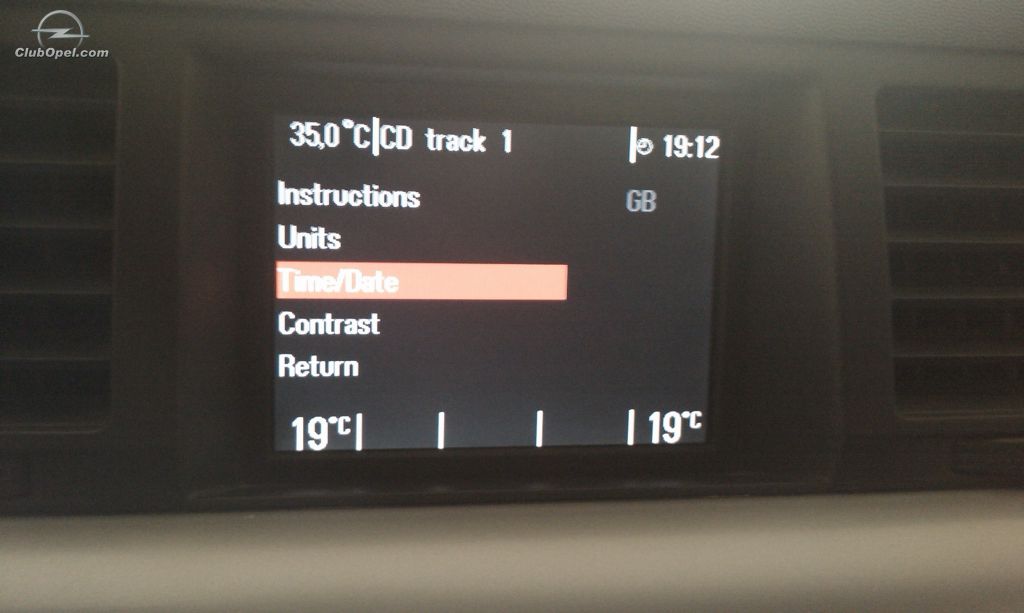 ClubOpel.com
35,0°C|CD track 1 19:12
Instructions GB
Units
Time/Date
Contrast
Return
19°C 19°C